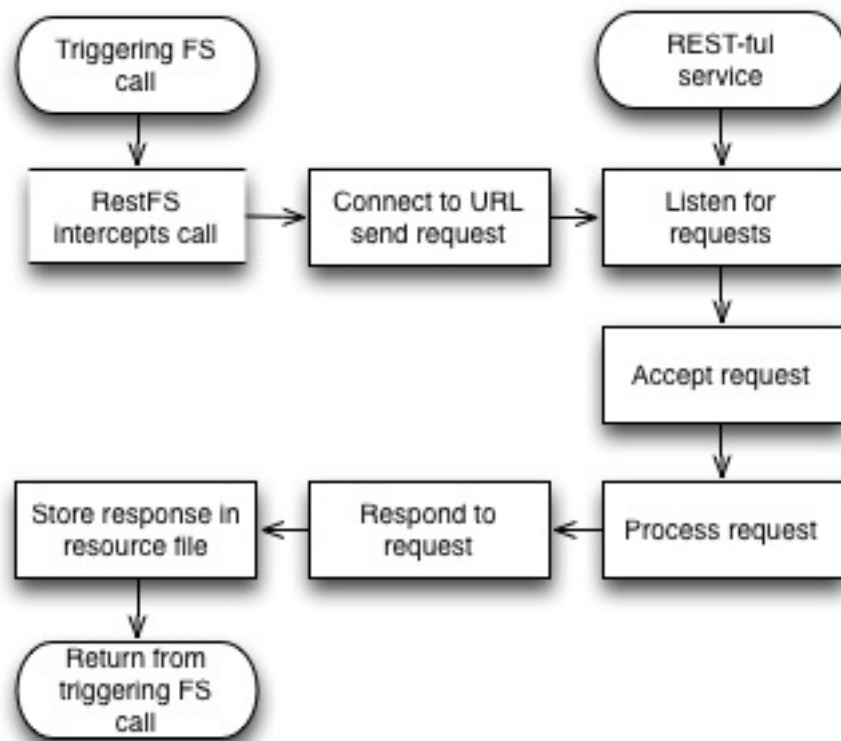 Triggering FS
call
REST-ful
service
RestFS
intercepts call
Connect to URL
send request
Listen for
requests
Accept request
Store response in
resource file
Respond to
request
Process request
Return from
triggering FS
call